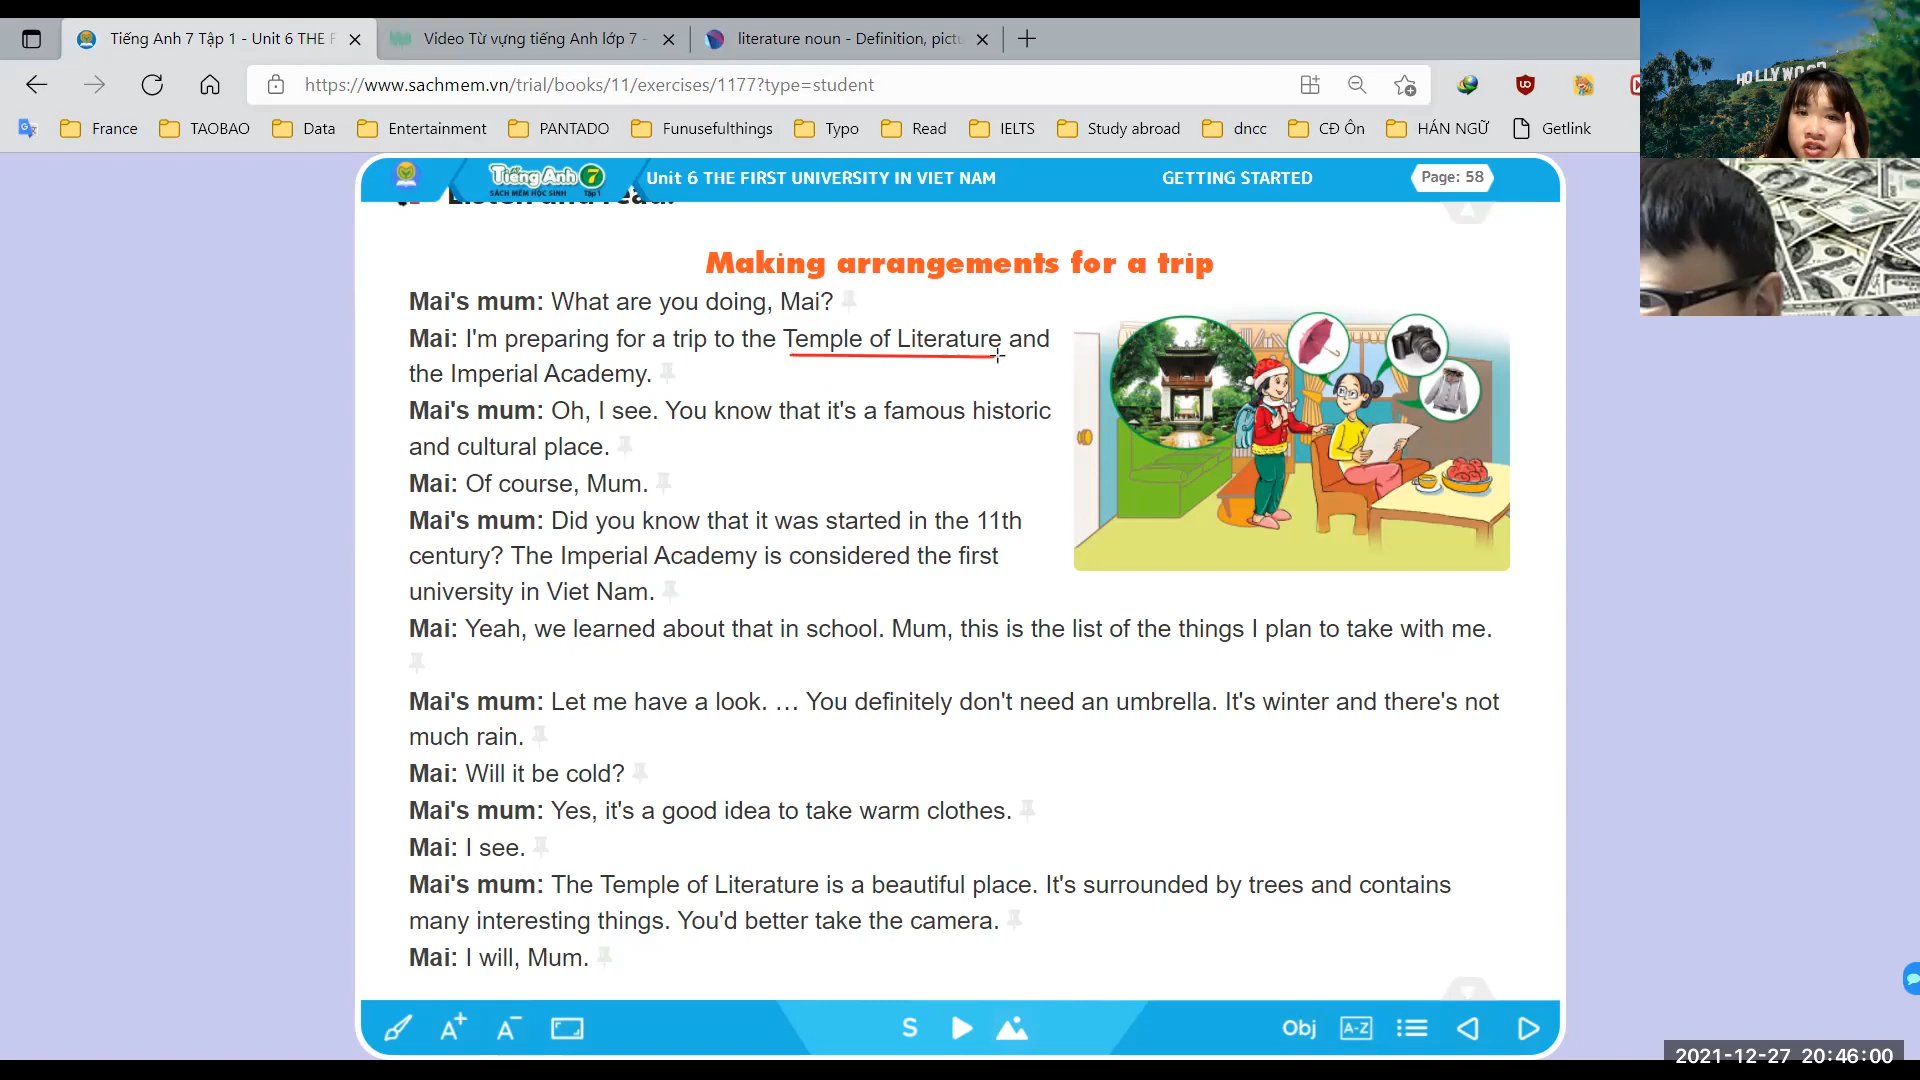 Tiếng Anh 7 Tập 1 - Unit 6 THE F
Video Từ vựng tiếng Anh lớp 7 -
literature noun - Definition, pictu
https://www.sachmem.vn/trial/books/11/exercises/1177?type=student
France TAOBAO Data Entertainment PANTADO Funusefulthings Typo Read IELTS Study abroad dncc CĐ Ôn HÁN NGỮ Getlink
HOLLYWOOD
Tiếng Anh 7
SÁCH MỀM HỌC SINH Tập 1
Unit 6 THE FIRST UNIVERSITY IN VIET NAM
GETTING STARTED
Page: 58
Listen and read.
Making arrangements for a trip
Mai's mum: What are you doing, Mai?
Mai: I'm preparing for a trip to the Temple of Literature and
the Imperial Academy.
Mai's mum: Oh, I see. You know that it's a famous historic
and cultural place.
Mai: Of course, Mum.
Mai's mum: Did you know that it was started in the 11th
century? The Imperial Academy is considered the first
university in Viet Nam.
Mai: Yeah, we learned about that in school. Mum, this is the list of the things I plan to take with me.
Mai's mum: Let me have a look. … You definitely don't need an umbrella. It's winter and there's not
much rain.
Mai: Will it be cold?
Mai's mum: Yes, it's a good idea to take warm clothes.
Mai: I see.
Mai's mum: The Temple of Literature is a beautiful place. It's surrounded by trees and contains
many interesting things. You'd better take the camera.
Mai: I will, Mum.
A+ A- S Obj A-Z
2021-12-27 20:46:00